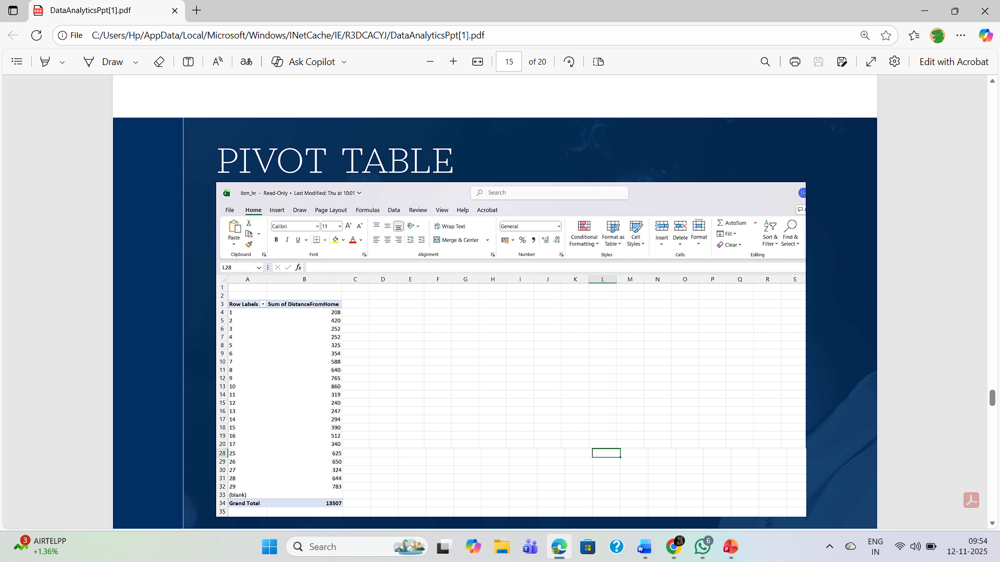 DataAnalyticsPpt[1].pdf
File C:/Users/Hp/AppData/Local/Microsoft/Windows/INetCache/IE/R3DCACYJ/DataAnalyticsPpt[1].pdf
Draw Ask Copilot 15 of 20 Edit with Acrobat
PIVOT TABLE
ibm_hr - Read-Only • Last Modified: Thu at 10:01 Search SM
File Home Insert Draw Page Layout Formulas Data Review View Help Acrobat
Paste Calibri 11 Wrap Text General Conditional Formatting Format as Table Cell Styles Insert Delete Format AutoSum Sort & Filter Find & Select
B I U Merge & Center Fill
Clear
Clipboard Font Alignment Number Styles Cells Editing
L28 fx
A B C D E F G H I J K L M N O P Q R S
1
2
3 Row Labels Sum of DistanceFromHome
4 1 208
5 2 420
6 3 252
7 4 252
8 5 325
9 6 354
10 7 588
11 8 640
12 9 765
13 10 860
14 11 319
15 12 240
16 13 247
17 14 294
18 15 390
19 16 512
20 17 340
28 25 625
29 26 650
30 27 324
31 28 644
32 29 783
33 (blank)
34 Grand Total 13507
35
3 AIRTELPP
+1.36%
Search
6
ENG
IN
09:54
12-11-2025